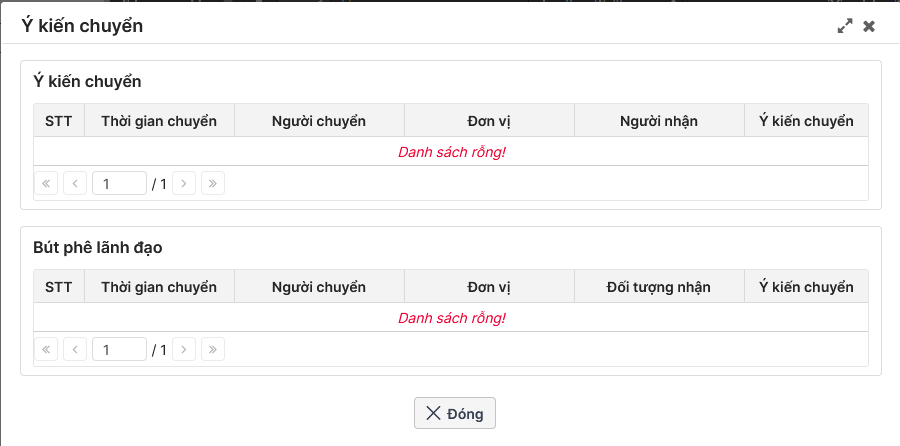 Ý kiến chuyển
Ý kiến chuyển
STT Thời gian chuyển Người chuyển Đơn vị Người nhận Ý kiến chuyển
Danh sách rỗng!
« ‹ 1 / 1 › »
Bút phê lãnh đạo
STT Thời gian chuyển Người chuyển Đơn vị Đối tượng nhận Ý kiến chuyển
Danh sách rỗng!
« ‹ 1 / 1 › »
Đóng